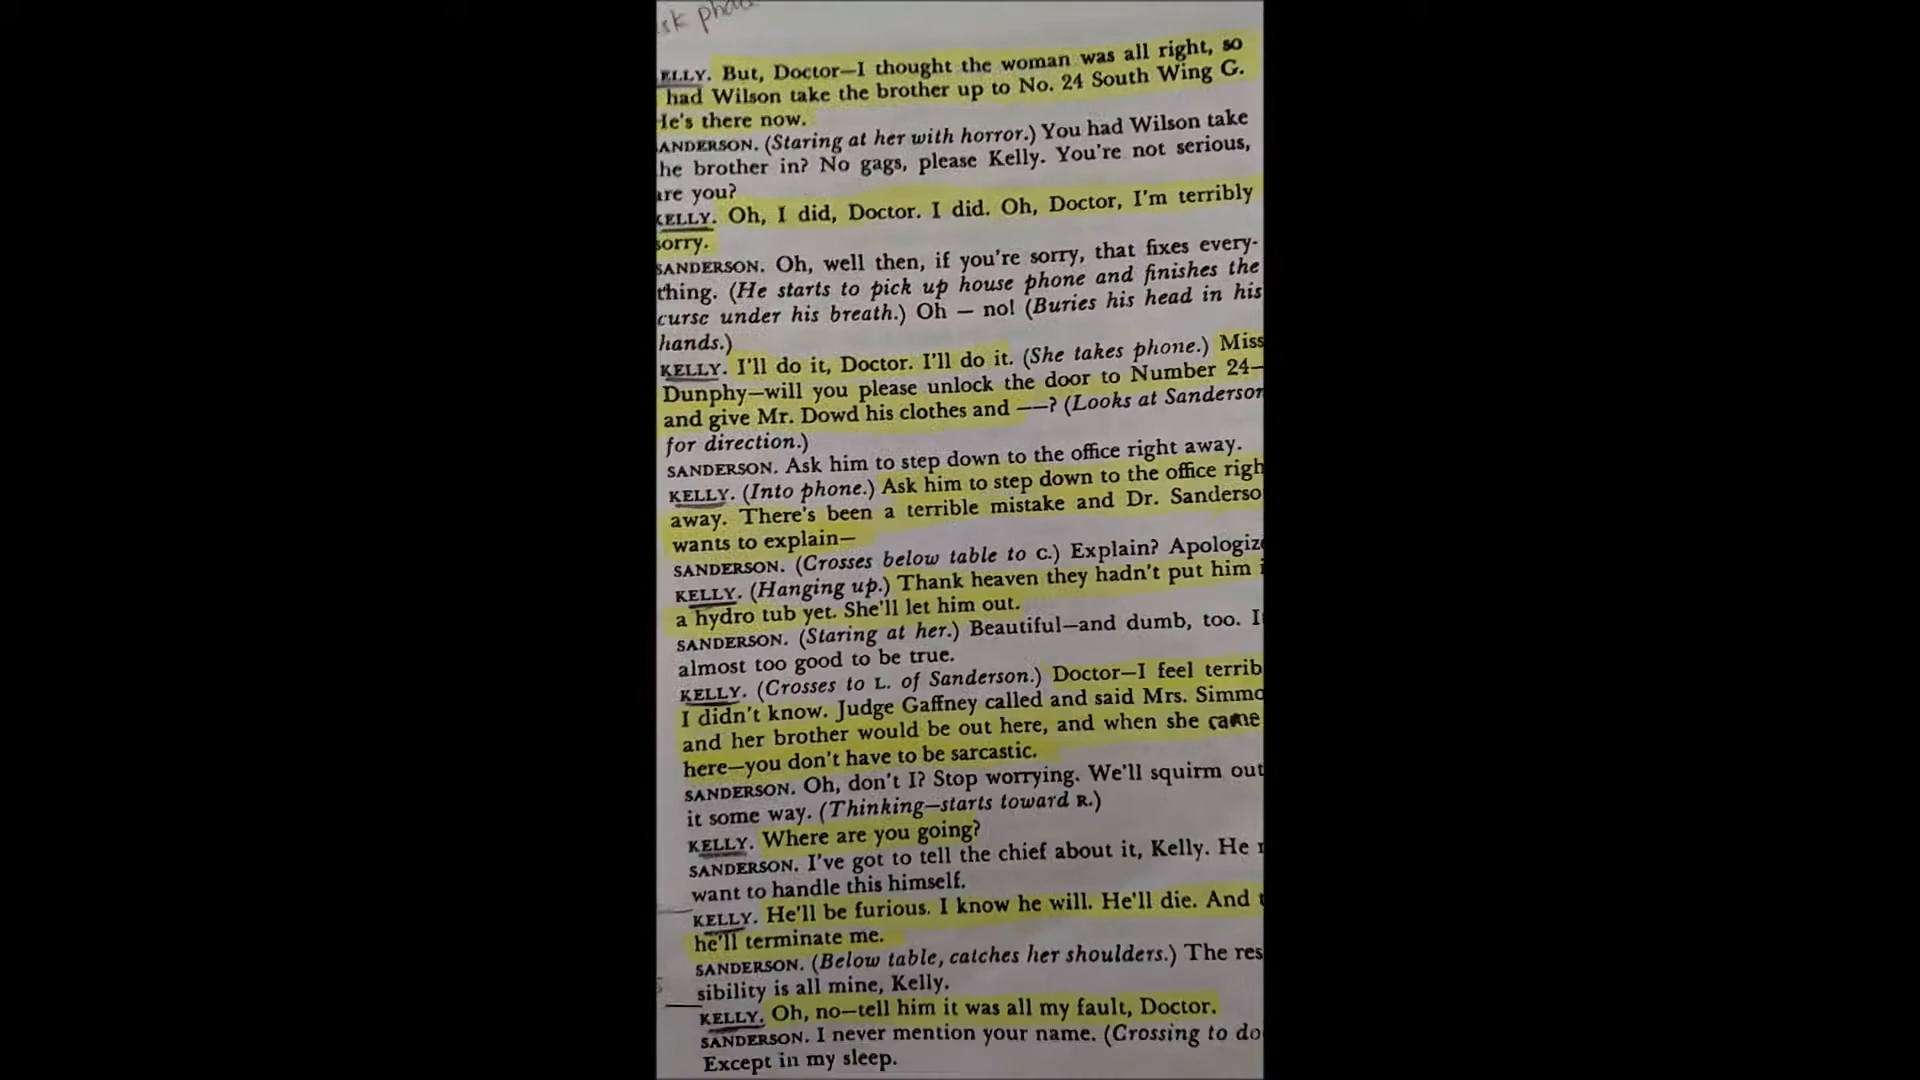 sk pho
ELLY. But, Doctor—I thought the woman was all right, so
had Wilson take the brother up to No. 24 South Wing G.
He's there now.
ANDERSON. (Staring at her with horror.) You had Wilson take
he brother in? No gags, please Kelly. You're not serious,
are you?
KELLY. Oh, I did, Doctor. I did. Oh, Doctor, I'm terribly
sorry.
SANDERSON. Oh, well then, if you're sorry, that fixes every-
thing. (He starts to pick up house phone and finishes the
curse under his breath.) Oh — no! (Buries his head in his
hands.)
KELLY. I'll do it, Doctor. I'll do it. (She takes phone.) Miss
Dunphy—will you please unlock the door to Number 24—
and give Mr. Dowd his clothes and ——? (Looks at Sanderson
for direction.)
SANDERSON. Ask him to step down to the office right away.
KELLY. (Into phone.) Ask him to step down to the office righ
away. There's been a terrible mistake and Dr. Sanderso
wants to explain—
SANDERSON. (Crosses below table to C.) Explain? Apologize
KELLY. (Hanging up.) Thank heaven they hadn't put him i
a hydro tub yet. She'll let him out.
SANDERSON. (Staring at her.) Beautiful—and dumb, too. I
almost too good to be true.
KELLY. (Crosses to L. of Sanderson.) Doctor—I feel terrib
I didn't know. Judge Gaffney called and said Mrs. Simmo
and her brother would be out here, and when she came
here—you don't have to be sarcastic.
SANDERSON. Oh, don't I? Stop worrying. We'll squirm out
it some way. (Thinking—starts toward R.)
KELLY. Where are you going?
SANDERSON. I've got to tell the chief about it, Kelly. He
want to handle this himself.
KELLY. He'll be furious. I know he will. He'll die. And t
he'll terminate me.
SANDERSON. (Below table, catches her shoulders.) The res
sibility is all mine, Kelly.
KELLY. Oh, no—tell him it was all my fault, Doctor.
SANDERSON. I never mention your name. (Crossing to do
Except in my sleep.